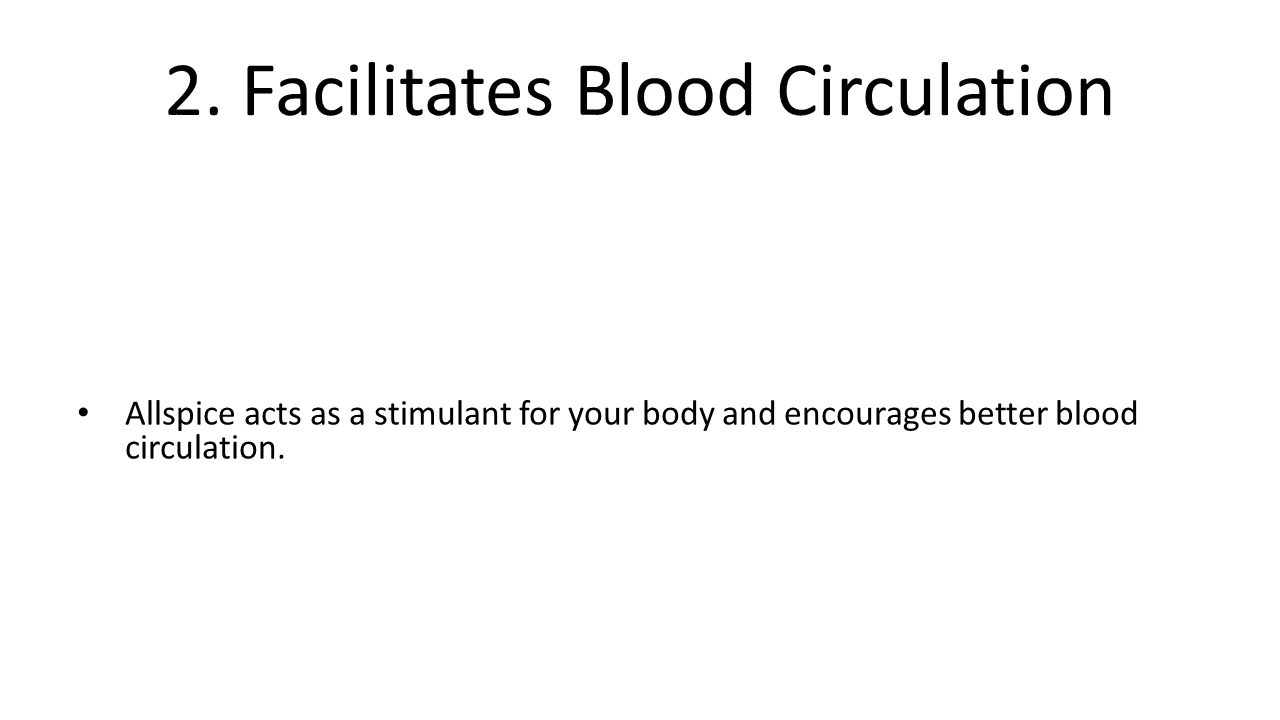 2. Facilitates Blood Circulation
• Allspice acts as a stimulant for your body and encourages better blood
circulation.